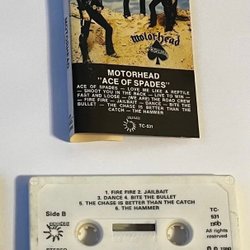 Motorhead
MOTORHEAD
"ACE OF SPADES"
ACE OF SPADES - LOVE ME LIKE A REPTILE
- SHOOT YOU IN THE BACK - LIVE TO WIN -
FAST AND LOOSE - (WE ARE) THE ROAD CREW
- FIRE FIRE - JAILBAIT - DANCE - BITE THE
BULLET - THE CHASE IS BETTER THAN THE
CATCH - THE HAMMER
TC-531
1. FIRE FIRE 2. JAILBAIT
Side B
3. DANCE 4. BITE THE BULLET
TC-
531
5. THE CHASE IS BETTER THAN THE
CATCH
6. THE HAMMER
All rights
reserved
STEREO
℗ © 1980